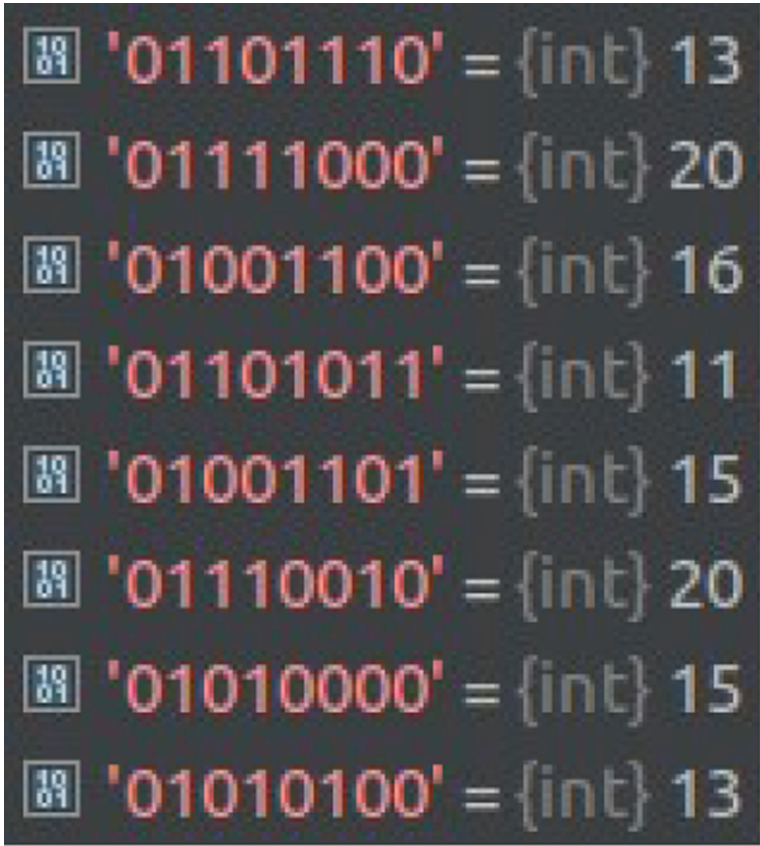 '01101110' = {int} 13
'01111000' = {int} 20
'01001100' = {int} 16
'01101011' = {int} 11
'01001101' = {int} 15
'01110010' = {int} 20
'01010000' = {int} 15
'01010100' = {int} 13